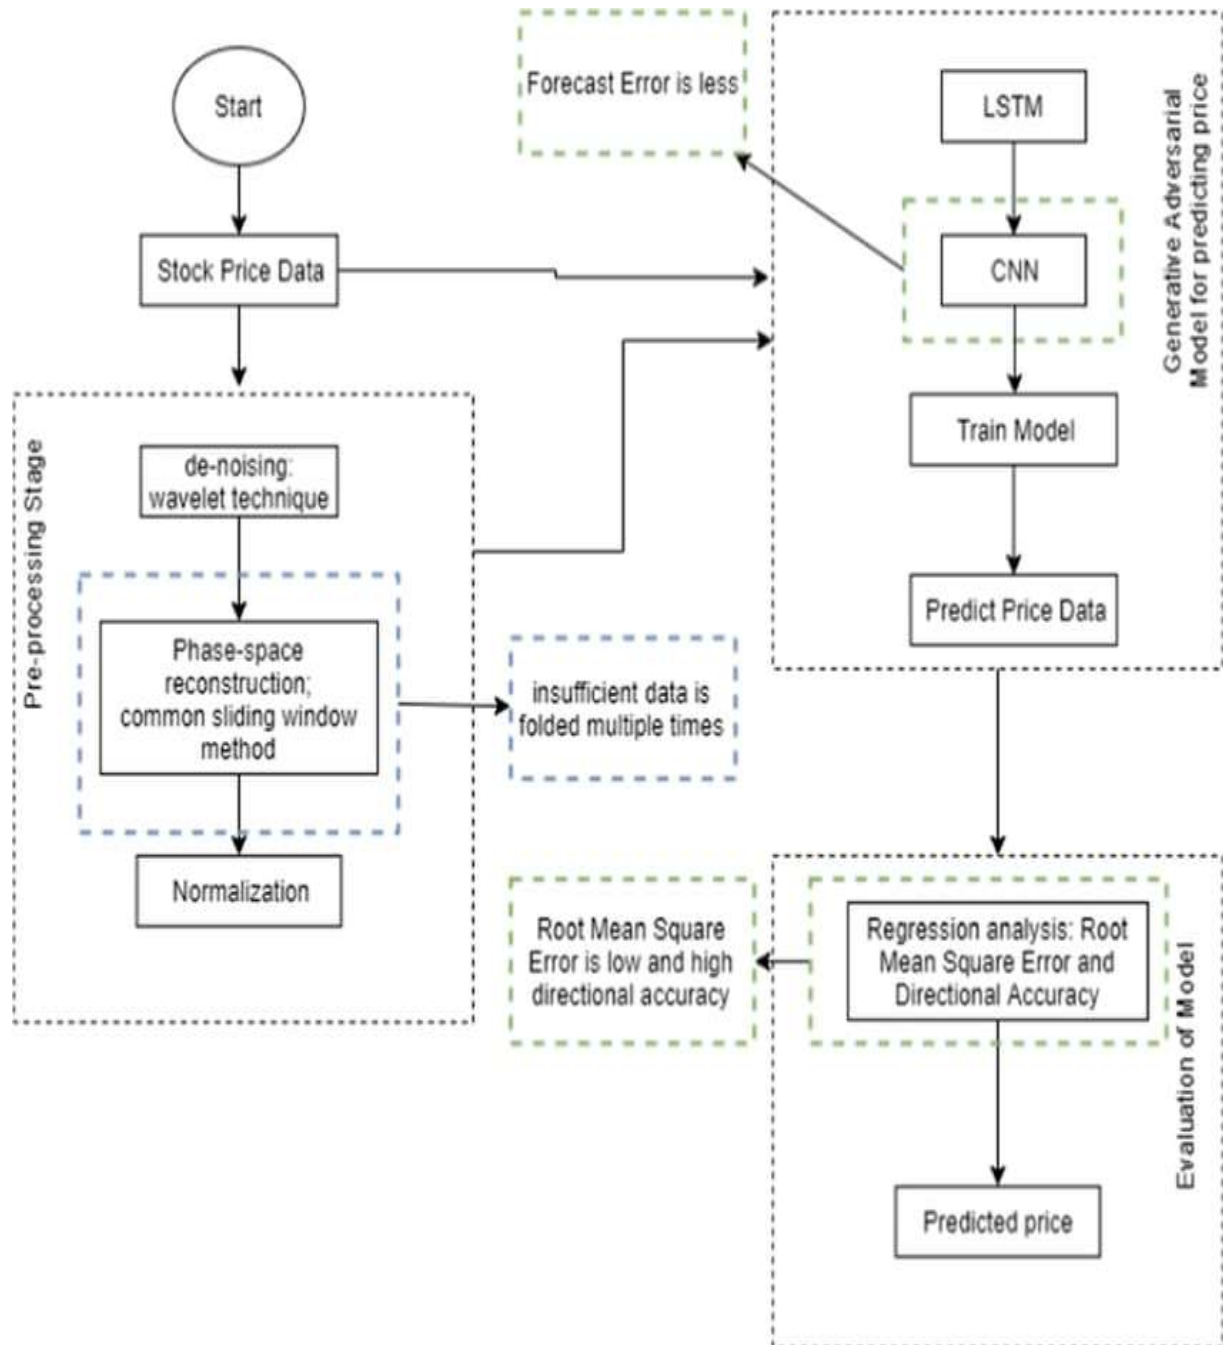 Start
Stock Price Data
Pre-processing Stage
de-noising:
wavelet technique
Phase-space
reconstruction;
common sliding window
method
Normalization
insufficient data is
folded multiple times
Forecast Error is less
Generative Adversarial
Model for predicting price
LSTM
CNN
Train Model
Predict Price Data
Evaluation of Model
Regression analysis: Root
Mean Square Error and
Directional Accuracy
Root Mean Square
Error is low and high
directional accuracy
Predicted price